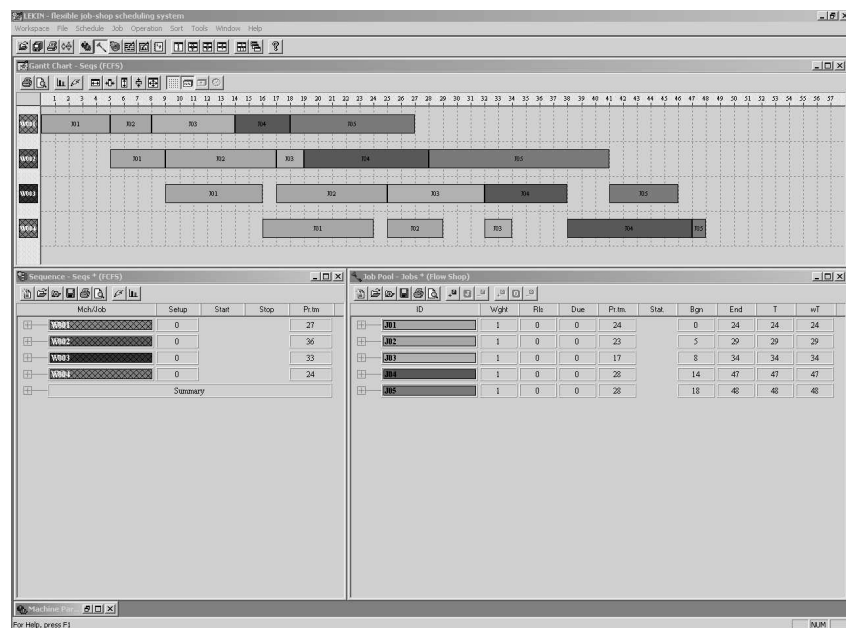 LEKIN - flexible job-shop scheduling system
Workspace File Schedule Job Operation Sort Tools Window Help
Gantt Chart - Seqs (FCFS)
1 2 3 4 5 6 7 8 9 10 11 12 13 14 15 16 17 18 19 20 21 22 23 24 25 26 27 28 29 30 31 32 33 34 35 36 37 38 39 40 41 42 43 44 45 46 47 48 49 50 51 52 53 54 55 56 57
W001 J01 J02 J03 J04 J05
W002 J01 J02 J03 J04 J05
W003 J01 J02 J03 J04 J05
W004 J01 J02 J03 J04 J05
Sequence - Seqs * (FCFS)
Mch/Job Setup Start Stop Pr.tm
W001 0 27
W002 0 36
W003 0 33
W004 0 24
Summary
Job Pool - Jobs * (Flow Shop)
ID Wght Rls Due Pr.tm. Stat. Bgn End T wT
J01 1 0 0 24 0 24 24 24
J02 1 0 0 23 5 29 29 29
J03 1 0 0 17 8 34 34 34
J04 1 0 0 28 14 47 47 47
J05 1 0 0 28 18 48 48 48
Machine Par...
For Help, press F1
NUM